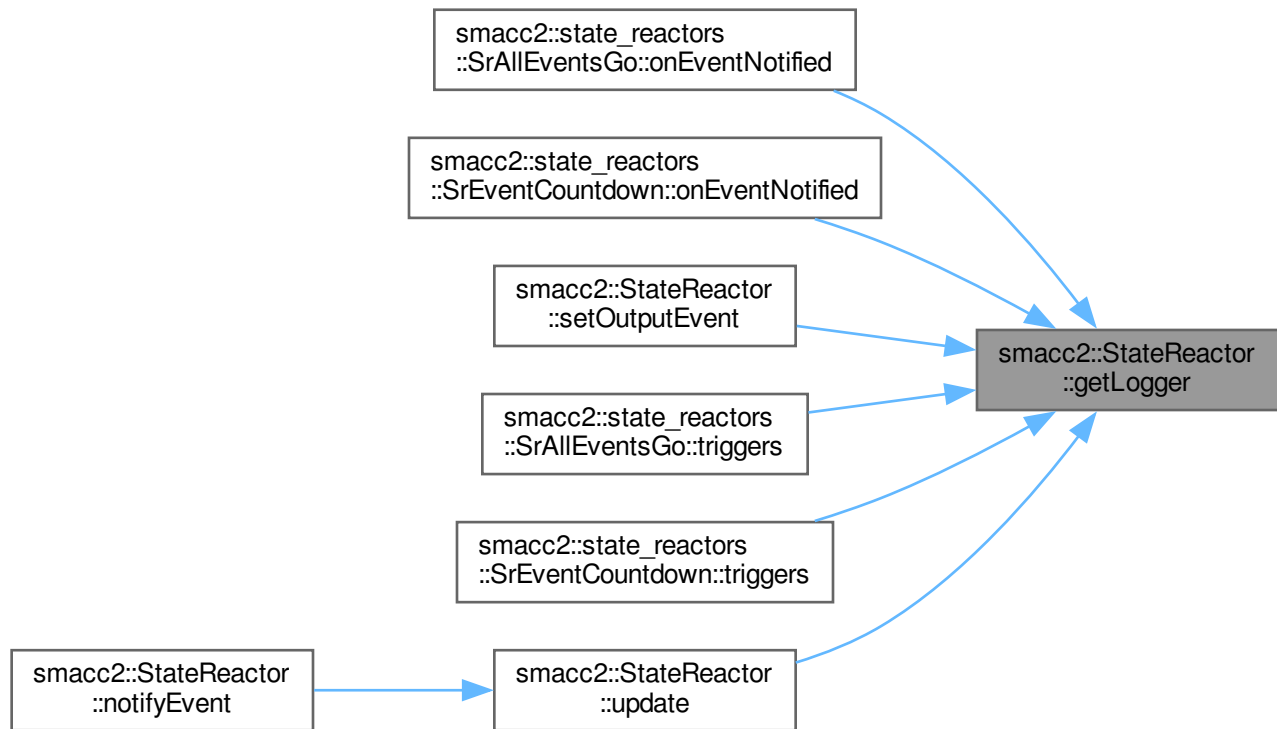 smacc2::state_reactors
::SrAllEventsGo::onEventNotified
smacc2::state_reactors
::SrEventCountdown::onEventNotified
smacc2::StateReactor
::setOutputEvent
smacc2::StateReactor
::getLogger
smacc2::state_reactors
::SrAllEventsGo::triggers
smacc2::state_reactors
::SrEventCountdown::triggers
smacc2::StateReactor
::notifyEvent
smacc2::StateReactor
::update